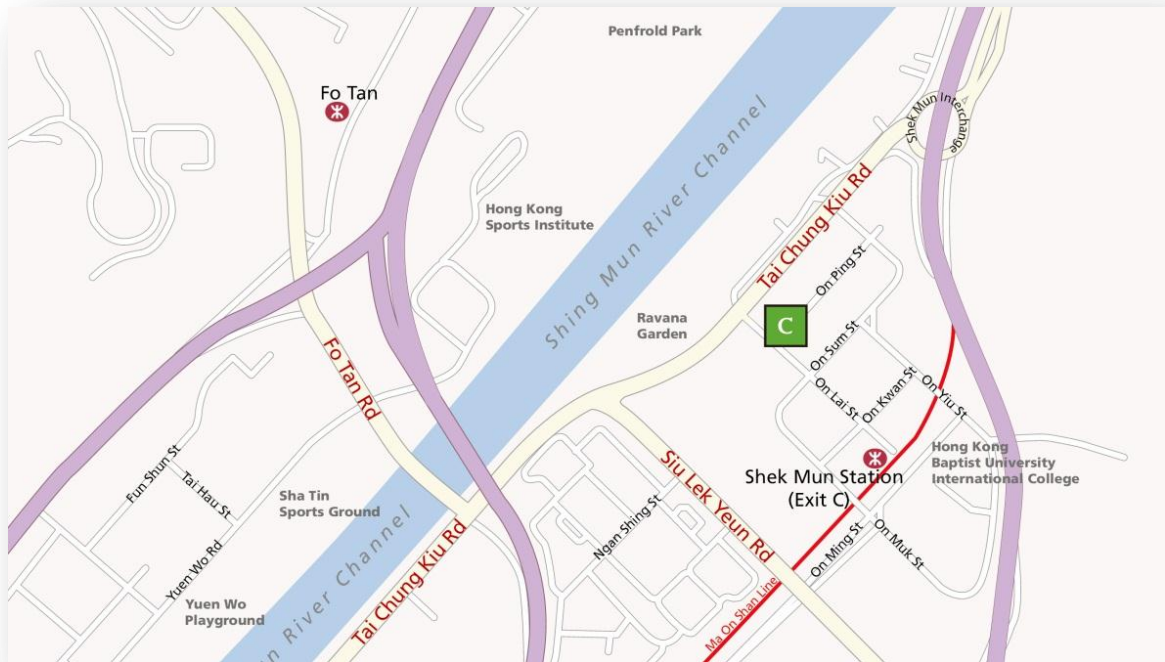 Penfrold Park
Fo Tan
Shek Mun Interchange
Shing Mun River Channel
Tai Chung Kiu Rd
Hong Kong
Sports Institute
On Ping St
Ravana
Garden
C
On Sum St
Fo Tan Rd
On Lai St
On Kwan St
On Yiu St
Fun Shun St
Tai Hau St
Siu Lek Yeun Rd
Shek Mun Station
(Exit C)
Hong Kong
Baptist University
International College
Sha Tin
Sports Ground
Ngan Shing St
Yuen Wo Rd
Tai Chung Kiu Rd
On Ming St
On Muk St
Yuen Wo
Playground
un River Channel
Ma On Shan Line